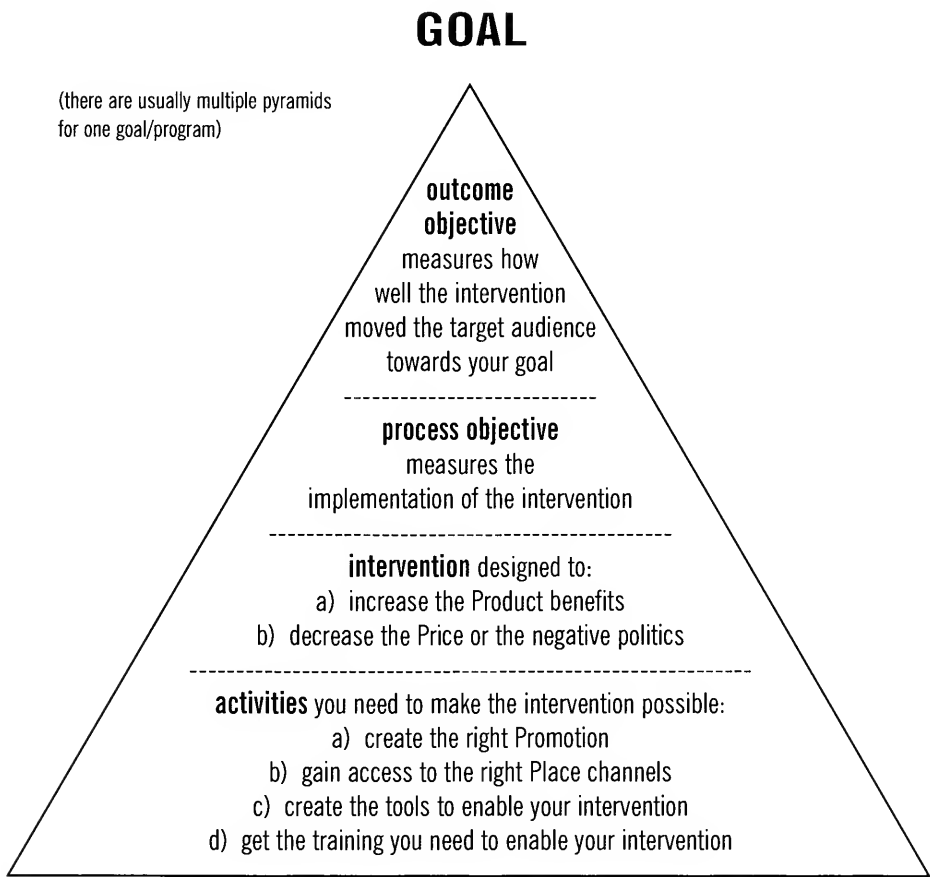 GOAL
(there are usually multiple pyramids
for one goal/program)
outcome
objective
measures how
well the intervention
moved the target audience
towards your goal
process objective
measures the
implementation of the intervention
intervention designed to:
a) increase the Product benefits
b) decrease the Price or the negative politics
activities you need to make the intervention possible:
a) create the right Promotion
b) gain access to the right Place channels
c) create the tools to enable your intervention
d) get the training you need to enable your intervention